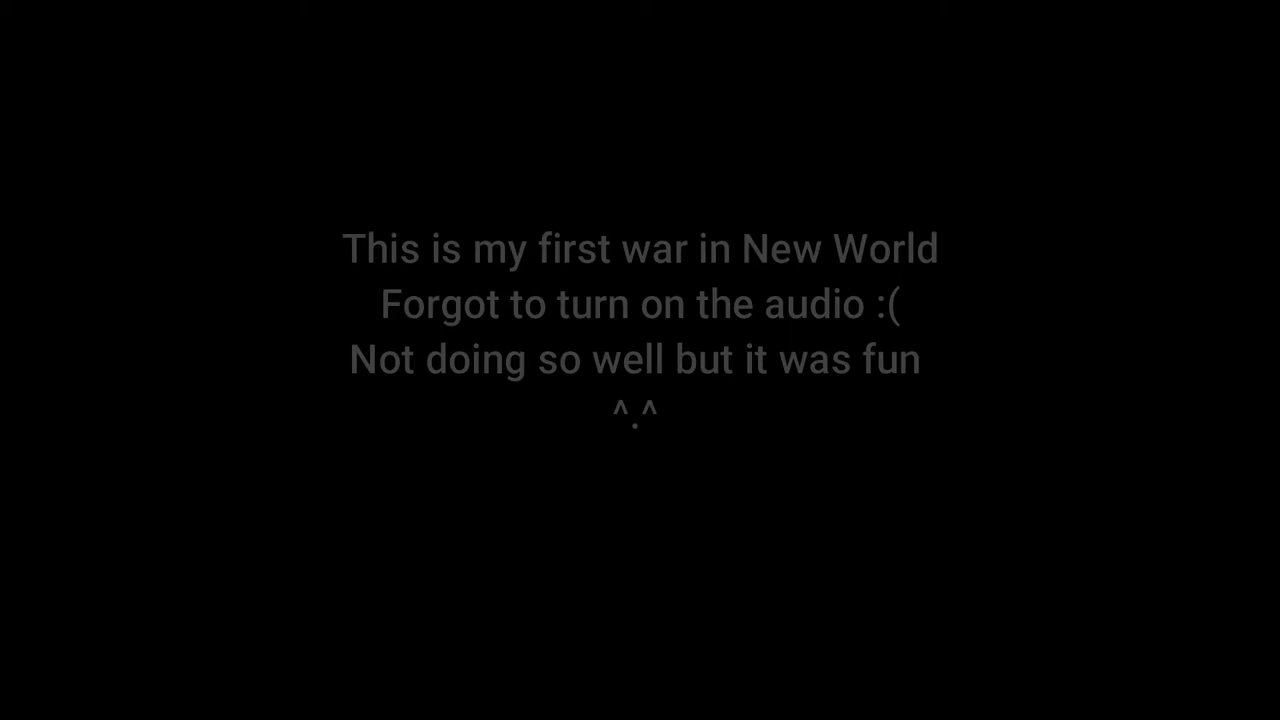 This is my first war in New World
Forgot to turn on the audio :(
Not doing so well but it was fun
^.^